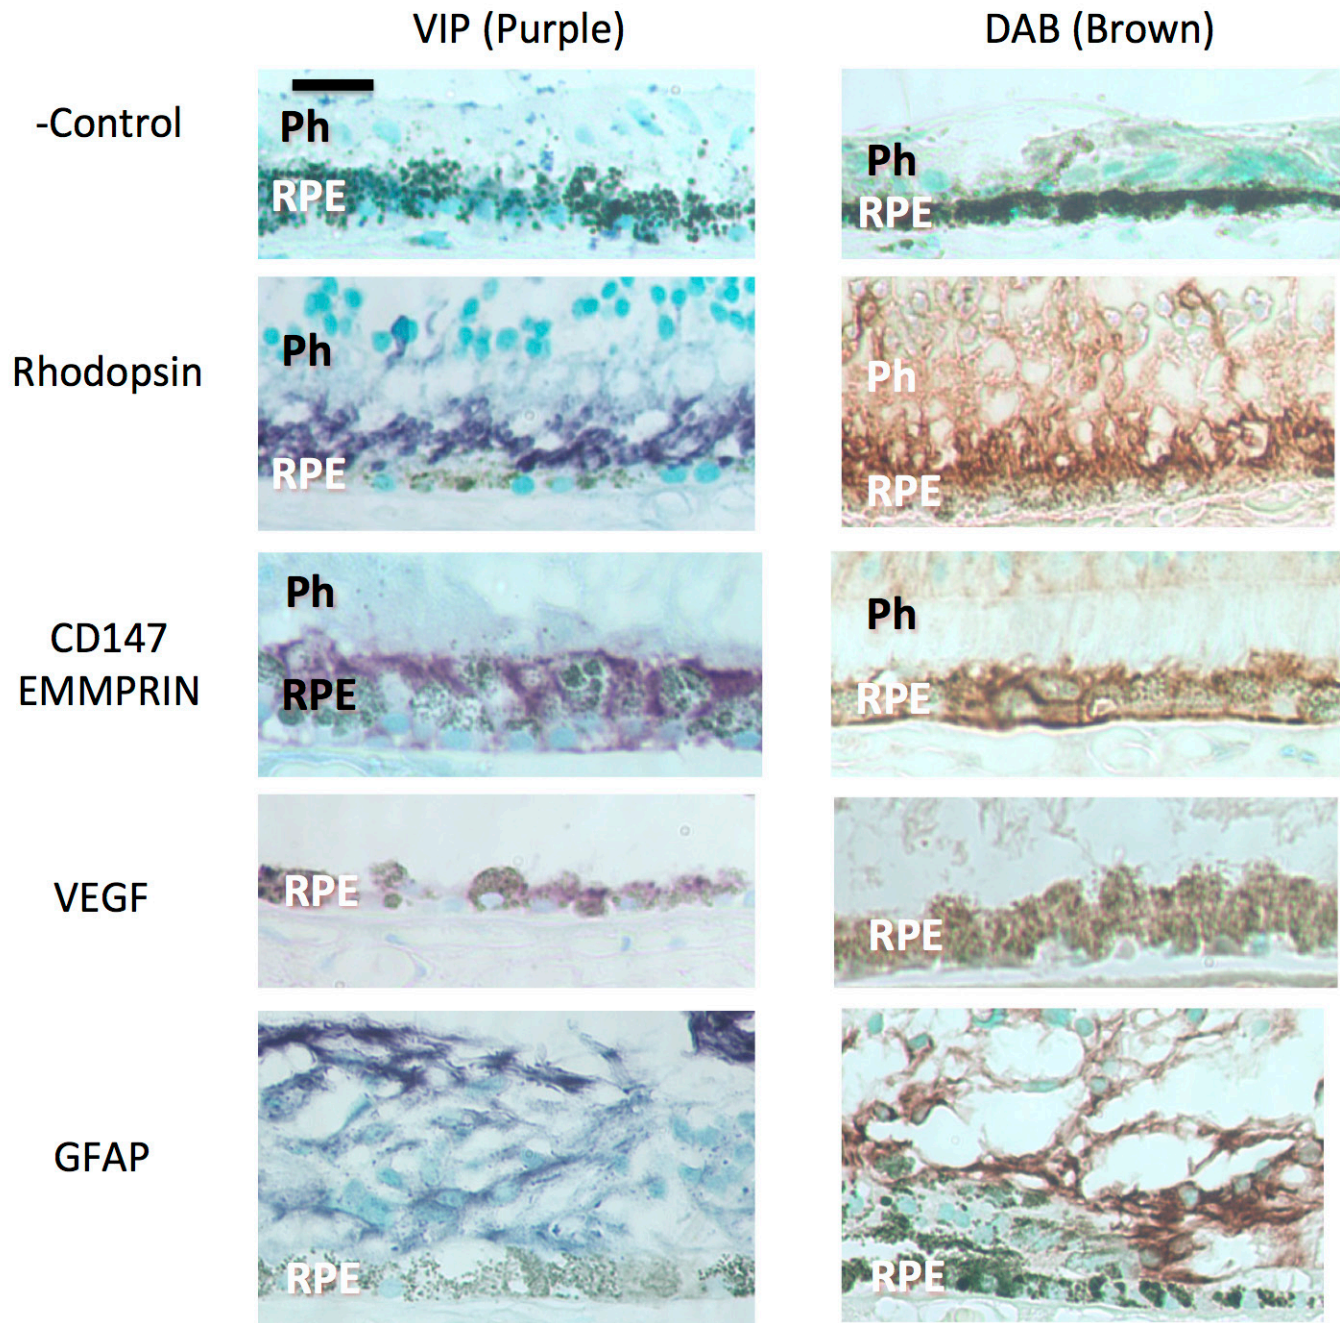 VIP (Purple)
DAB (Brown)
-Control
Ph
RPE
Ph
RPE
Rhodopsin
Ph
RPE
Ph
RPE
CD147
EMMPRIN
Ph
RPE
Ph
RPE
VEGF
RPE
RPE
GFAP
RPE
RPE